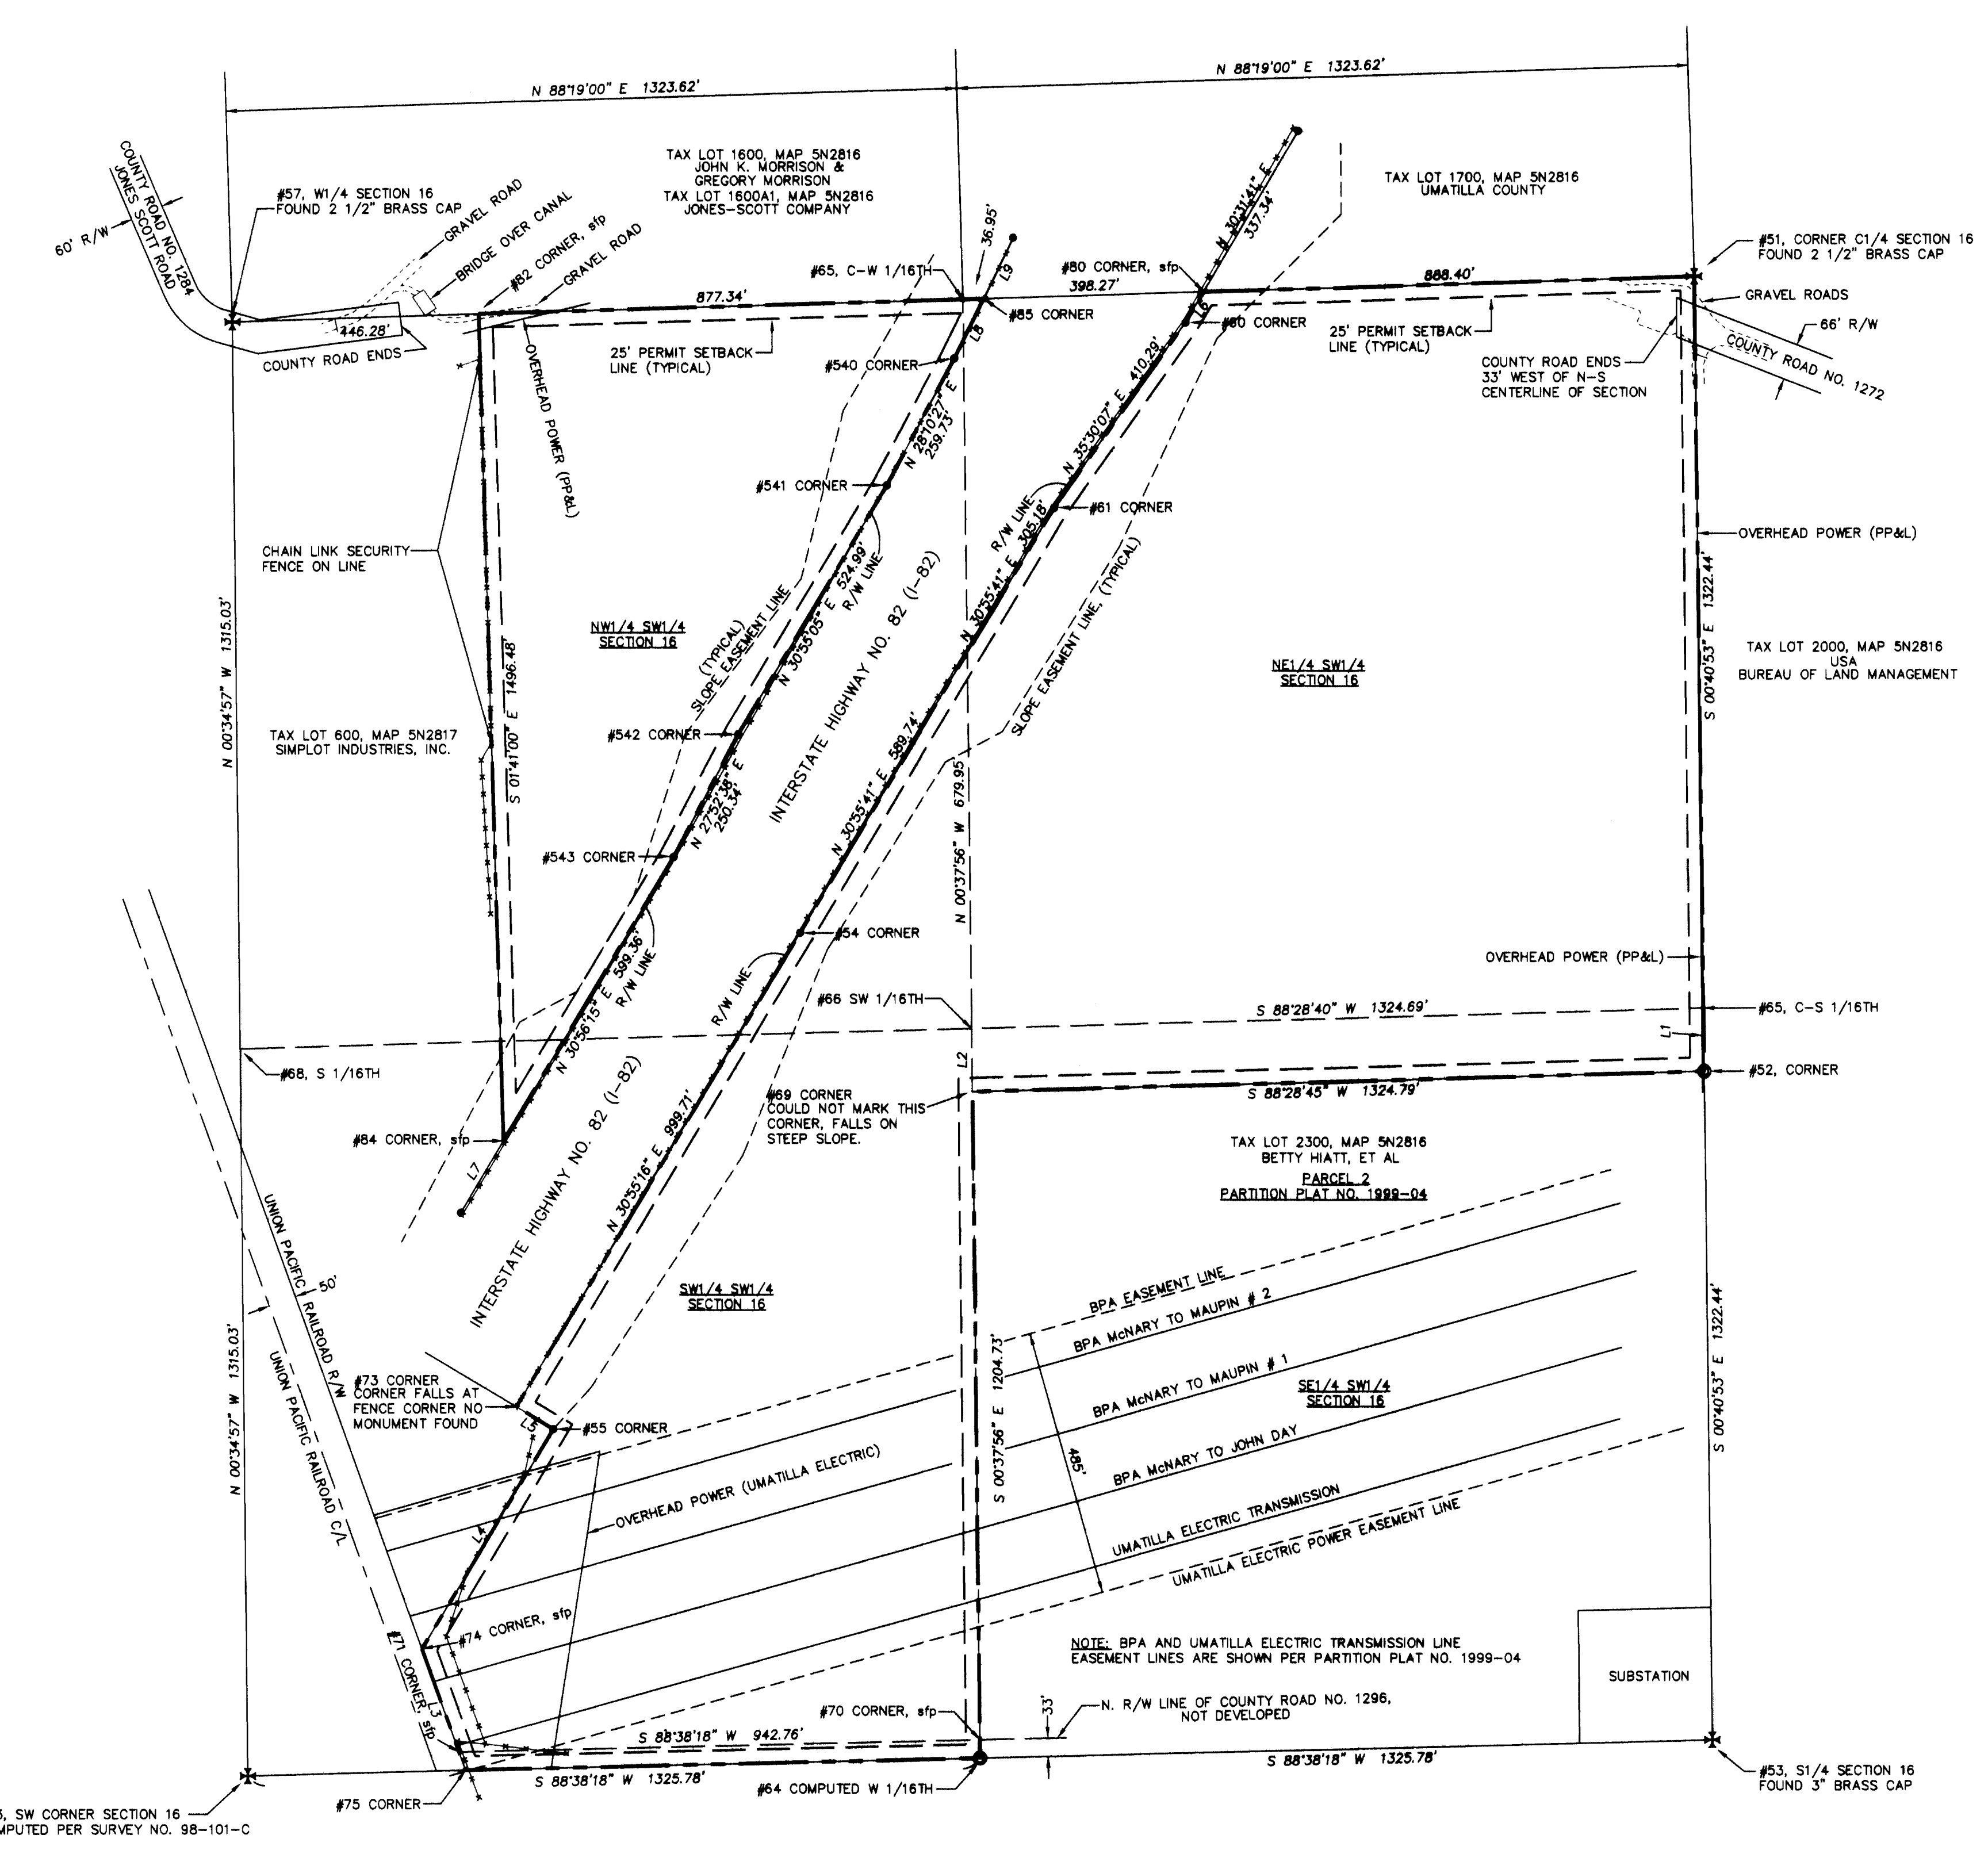 N 88°19'00" E 1323.62'
N 88°19'00" E 1323.62'
COUNTY ROAD NO. 1284
JONES SCOTT ROAD
60' R/W
#57, W1/4 SECTION 16
FOUND 2 1/2" BRASS CAP
GRAVEL ROAD
BRIDGE OVER CANAL
#82 CORNER, sfp
GRAVEL ROAD
TAX LOT 1600, MAP 5N2816
JOHN K. MORRISON &
GREGORY MORRISON
TAX LOT 1600A1, MAP 5N2816
JONES-SCOTT COMPANY
36.95'
L9
N 30°31'41" E
337.34'
TAX LOT 1700, MAP 5N2816
UMATILLA COUNTY
#51, CORNER C1/4 SECTION 16
FOUND 2 1/2" BRASS CAP
#65, C-W 1/16TH
#80 CORNER, sfp
398.27'
888.40'
877.34'
446.28'
COUNTY ROAD ENDS
#85 CORNER
L6
#60 CORNER
L8
GRAVEL ROADS
66' R/W
COUNTY ROAD NO. 1272
25' PERMIT SETBACK
LINE (TYPICAL)
25' PERMIT SETBACK
LINE (TYPICAL)
COUNTY ROAD ENDS
33' WEST OF N-S
CENTERLINE OF SECTION
OVERHEAD POWER (PP&L)
#540 CORNER
N 28°10'27" E
259.73'
N 35°30'07" E 410.29'
#541 CORNER
R/W LINE
#61 CORNER
CHAIN LINK SECURITY
FENCE ON LINE
N 30°55'05" E 524.99'
R/W LINE
N 30°55'41" E 305.18'
OVERHEAD POWER (PP&L)
S 00°40'53" E 1322.44'
N 00°34'57" W 1315.03'
NW1/4 SW1/4
SECTION 16
(TYPICAL)
SLOPE EASEMENT LINE
INTERSTATE HIGHWAY NO. 82 (I-82)
SLOPE EASEMENT LINE, (TYPICAL)
NE1/4 SW1/4
SECTION 16
TAX LOT 2000, MAP 5N2816
USA
BUREAU OF LAND MANAGEMENT
S 01°41'00" E 1496.48'
TAX LOT 600, MAP 5N2817
SIMPLOT INDUSTRIES, INC.
#542 CORNER
N 27°52'38" E
250.34'
N 30°55'41" E 589.74'
N 00°37'56" W 679.95'
#543 CORNER
#54 CORNER
N 30°56'15" E 599.36'
R/W LINE
R/W LINE
OVERHEAD POWER (PP&L)
#66 SW 1/16TH
S 88°28'40" W 1324.69'
#65, C-S 1/16TH
L1
#68, S 1/16TH
L2
#52, CORNER
#69 CORNER
COULD NOT MARK THIS
CORNER, FALLS ON
STEEP SLOPE.
S 88°28'45" W 1324.79'
#84 CORNER, sfp
L7
N 30°55'16" E 999.71'
INTERSTATE HIGHWAY NO. 82 (I-82)
TAX LOT 2300, MAP 5N2816
BETTY HIATT, ET AL
PARCEL 2
PARTITION PLAT NO. 1999-04
UNION PACIFIC RAILROAD R/W
50'
UNION PACIFIC RAILROAD C/L
SW1/4 SW1/4
SECTION 16
BPA EASEMENT LINE
BPA McNARY TO MAUPIN # 2
BPA McNARY TO MAUPIN # 1
SE1/4 SW1/4
SECTION 16
N 00°34'57" W 1315.03'
S 00°37'56" E 1204.73'
S 00°40'53" E 1322.44'
#73 CORNER
CORNER FALLS AT
FENCE CORNER NO
MONUMENT FOUND
L5
#55 CORNER
485'
BPA McNARY TO JOHN DAY
OVERHEAD POWER (UMATILLA ELECTRIC)
L4
UMATILLA ELECTRIC TRANSMISSION
UMATILLA ELECTRIC POWER EASEMENT LINE
#74 CORNER, sfp
#71 CORNER, sfp
L3
NOTE: BPA AND UMATILLA ELECTRIC TRANSMISSION LINE
EASEMENT LINES ARE SHOWN PER PARTITION PLAT NO. 1999-04
SUBSTATION
#70 CORNER, sfp
33'
N. R/W LINE OF COUNTY ROAD NO. 1296,
NOT DEVELOPED
S 88°38'18" W 942.76'
S 88°38'18" W 1325.78'
S 88°38'18" W 1325.78'
#64 COMPUTED W 1/16TH
#75 CORNER
#53, S1/4 SECTION 16
FOUND 3" BRASS CAP
, SW CORNER SECTION 16
MPUTED PER SURVEY NO. 98-101-C